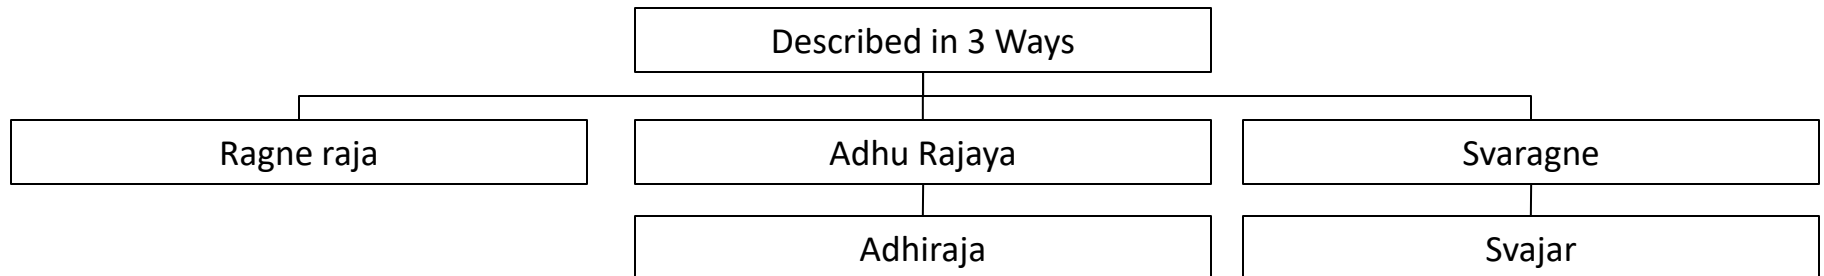 Described in 3 Ways
Ragne raja
Adhu Rajaya
Svaragne
Adhiraja
Svajar